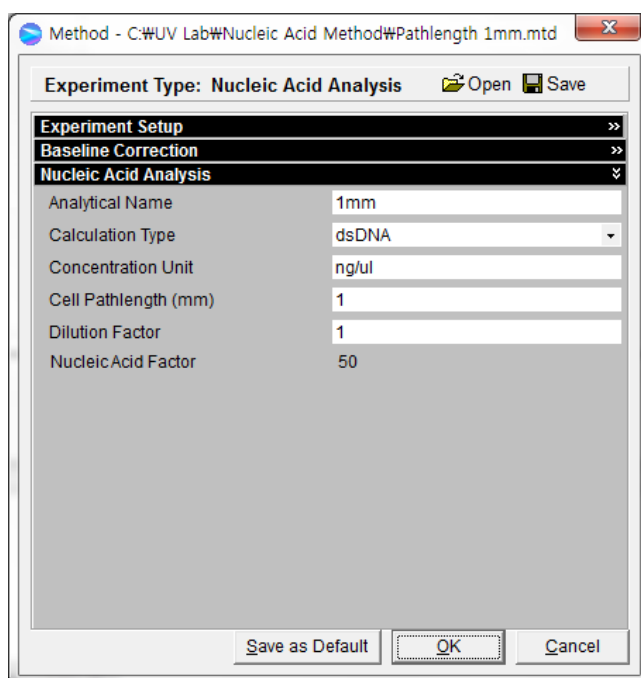 Method - C:₩UV Lab₩Nucleic Acid Method₩Pathlength 1mm.mtd
Experiment Type: Nucleic Acid Analysis Open Save
Experiment Setup
Baseline Correction
Nucleic Acid Analysis
Analytical Name 1mm
Calculation Type dsDNA
Concentration Unit ng/ul
Cell Pathlength (mm) 1
Dilution Factor 1
Nucleic Acid Factor 50
Save as Default OK Cancel